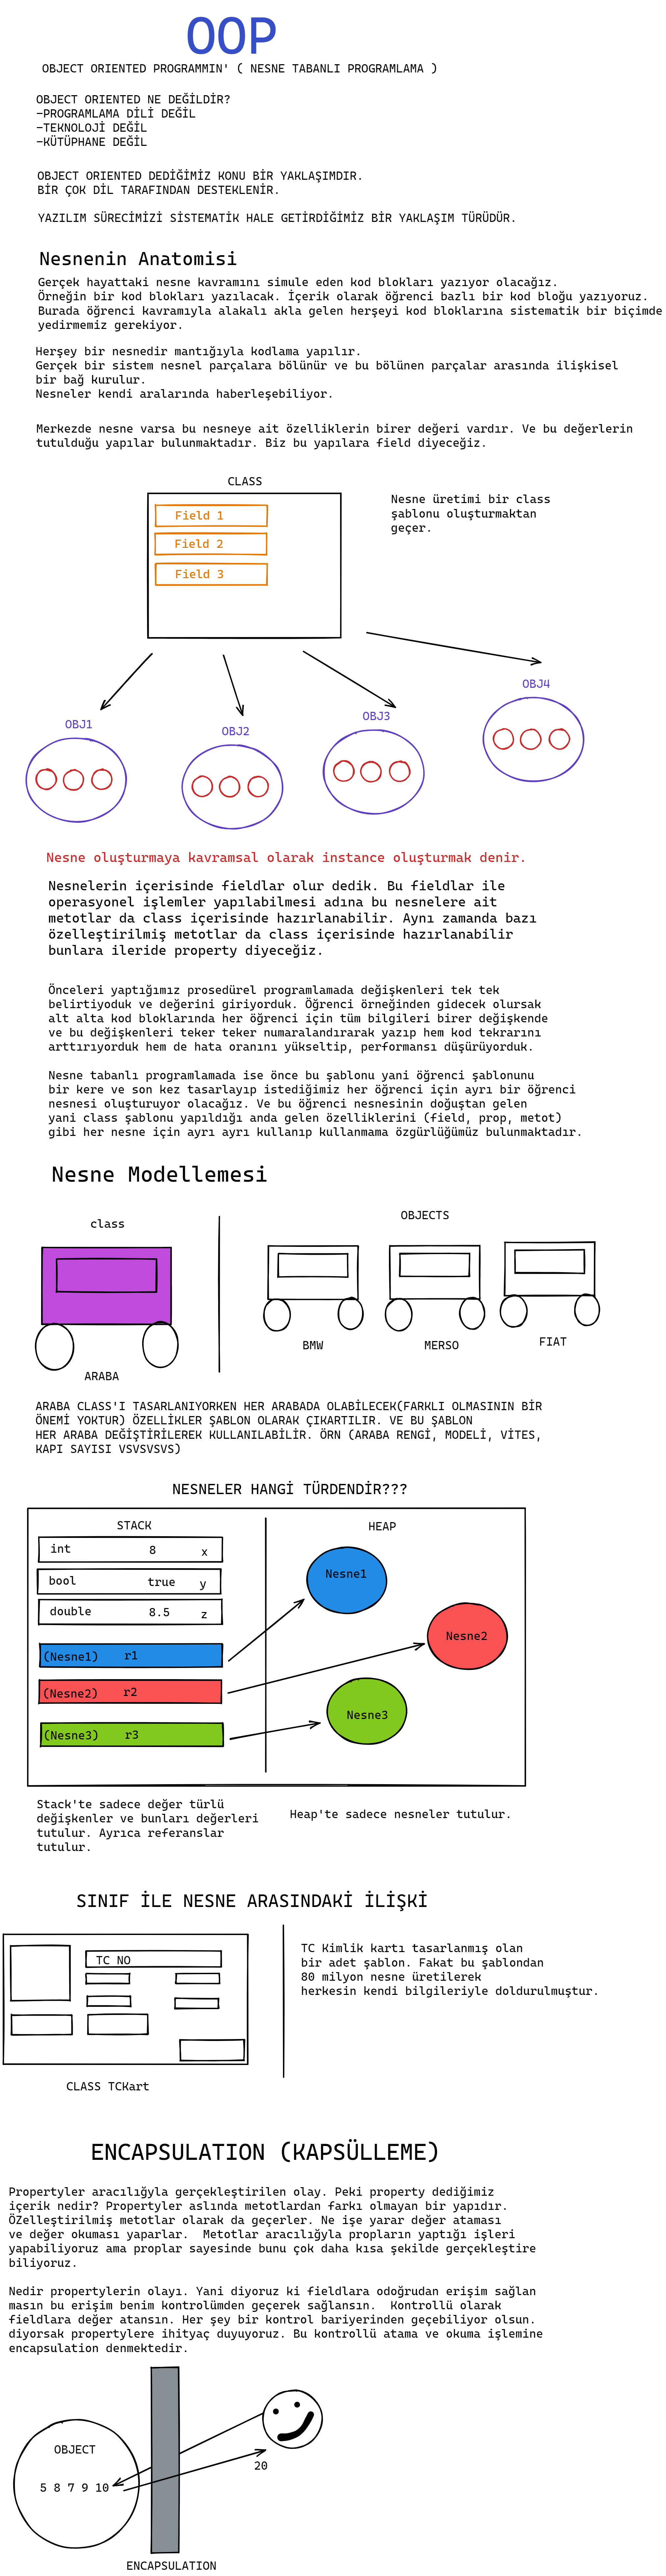 OOP
OBJECT ORIENTED PROGRAMMIN' ( NESNE TABANLI PROGRAMLAMA )
OBJECT ORIENTED NE DEĞİLDİR?
-PROGRAMLAMA DİLİ DEĞİL
-TEKNOLOJİ DEĞİL
-KÜTÜPHANE DEĞİL
OBJECT ORIENTED DEDİĞİMİZ KONU BİR YAKLAŞIMDIR.
BİR ÇOK DİL TARAFINDAN DESTEKLENİR.
YAZILIM SÜRECİMİZİ SİSTEMATİK HALE GETİRDİĞİMİZ BİR YAKLAŞIM TÜRÜDÜR.
Nesnenin Anatomisi
Gerçek hayattaki nesne kavramını simule eden kod blokları yazıyor olacağız.
Örneğin bir kod blokları yazılacak. İçerik olarak öğrenci bazlı bir kod bloğu yazıyoruz.
Burada öğrenci kavramıyla alakalı akla gelen herşeyi kod bloklarına sistematik bir biçimde
yedirmemiz gerekiyor.
Herşey bir nesnedir mantığıyla kodlama yapılır.
Gerçek bir sistem nesnel parçalara bölünür ve bu bölünen parçalar arasında ilişkisel
bir bağ kurulur.
Nesneler kendi aralarında haberleşebiliyor.
Merkezde nesne varsa bu nesneye ait özelliklerin birer değeri vardır. Ve bu değerlerin
tutulduğu yapılar bulunmaktadır. Biz bu yapılara field diyeceğiz.
CLASS
Field 1
Field 2
Field 3
Nesne üretimi bir class
şablonu oluşturmaktan
geçer.
OBJ1
OBJ2
OBJ3
OBJ4
Nesne oluşturmaya kavramsal olarak instance oluşturmak denir.
Nesnelerin içerisinde fieldlar olur dedik. Bu fieldlar ile
operasyonel işlemler yapılabilmesi adına bu nesnelere ait
metotlar da class içerisinde hazırlanabilir. Aynı zamanda bazı
özelleştirilmiş metotlar da class içerisinde hazırlanabilir
bunlara ileride property diyeceğiz.
Önceleri yaptığımız prosedürel programlamada değişkenleri tek tek
belirtiyoduk ve değerini giriyorduk. Öğrenci örneğinden gidecek olursak
alt alta kod bloklarında her öğrenci için tüm bilgileri birer değişkende
ve bu değişkenleri teker teker numaralandırarak yazıp hem kod tekrarını
arttırıyorduk hem de hata oranını yükseltip, performansı düşürüyorduk.
Nesne tabanlı programlamada ise önce bu şablonu yani öğrenci şablonunu
bir kere ve son kez tasarlayıp istediğimiz her öğrenci için ayrı bir öğrenci
nesnesi oluşturuyor olacağız. Ve bu öğrenci nesnesinin doğuştan gelen
yani class şablonu yapıldığı anda gelen özelliklerini (field, prop, metot)
gibi her nesne için ayrı ayrı kullanıp kullanmama özgürlüğümüz bulunmaktadır.
Nesne Modellemesi
class
OBJECTS
ARABA
BMW
MERSO
FIAT
ARABA CLASS'I TASARLANIYORKEN HER ARABADA OLABİLECEK(FARKLI OLMASININ BİR
ÖNEMİ YOKTUR) ÖZELLİKLER ŞABLON OLARAK ÇIKARTILIR. VE BU ŞABLON
HER ARABA DEĞİŞTİRİLEREK KULLANILABİLİR. ÖRN (ARABA RENGİ, MODELİ, VİTES,
KAPI SAYISI VSVSVSVS)
NESNELER HANGİ TÜRDENDİR???
STACK
HEAP
int 8 x
bool true y
double 8.5 z
(Nesne1) r1
(Nesne2) r2
(Nesne3) r3
Nesne1
Nesne2
Nesne3
Stack'te sadece değer türlü
değişkenler ve bunları değerleri
tutulur. Ayrıca referanslar
tutulur.
Heap'te sadece nesneler tutulur.
SINIF İLE NESNE ARASINDAKİ İLİŞKİ
TC NO
CLASS TCKart
TC Kimlik kartı tasarlanmış olan
bir adet şablon. Fakat bu şablondan
80 milyon nesne üretilerek
herkesin kendi bilgileriyle doldurulmuştur.
ENCAPSULATION (KAPSÜLLEME)
Propertyler aracılığyla gerçekleştirilen olay. Peki property dediğimiz
içerik nedir? Propertyler aslında metotlardan farkı olmayan bir yapıdır.
ÖZelleştirilmiş metotlar olarak da geçerler. Ne işe yarar değer ataması
ve değer okuması yaparlar.  Metotlar aracılığyla propların yaptığı işleri
yapabiliyoruz ama proplar sayesinde bunu çok daha kısa şekilde gerçekleştire
biliyoruz.
Nedir propertylerin olayı. Yani diyoruz ki fieldlara odoğrudan erişim sağlan
masın bu erişim benim kontrolümden geçerek sağlansın.  Kontrollü olarak
fieldlara değer atansın. Her şey bir kontrol bariyerinden geçebiliyor olsun.
diyorsak propertylere ihityaç duyuyoruz. Bu kontrollü atama ve okuma işlemine
encapsulation denmektedir.
OBJECT
5 8 7 9 10
20
ENCAPSULATION